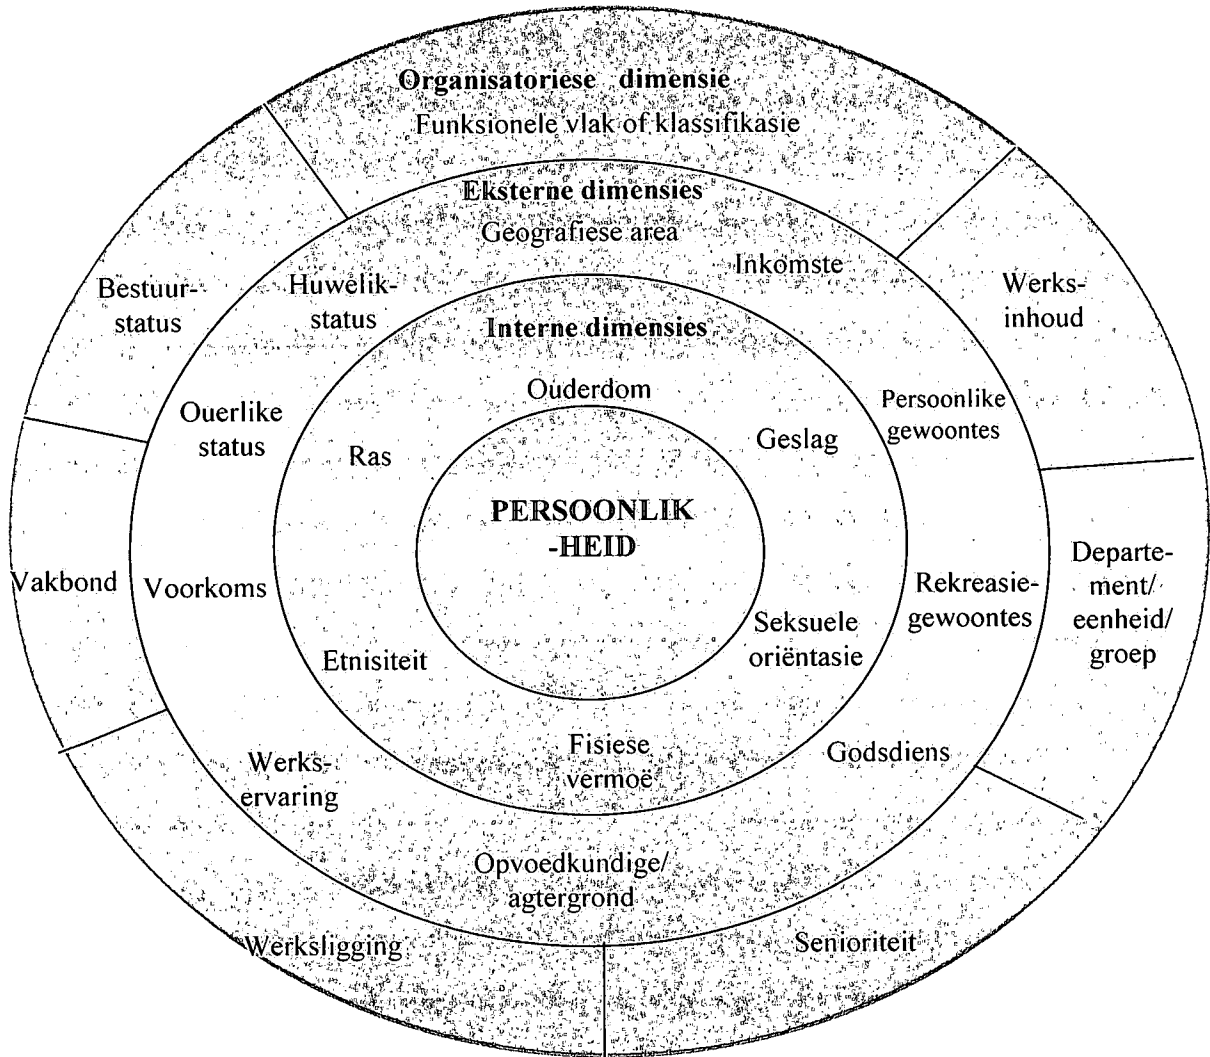 Organisatoriese dimensie
Funksionele vlak of klassifikasie
Eksterne dimensies
Geografiese area
Inkomste
Huwelik-
status
Bestuur-
status
Werks-
inhoud
Interne dimensies
Ouderdom
Ouerlike
status
Persoonlike
gewoontes
Ras
Geslag
PERSOONLIK
-HEID
Vakbond
Voorkoms
Rekreasie-
gewoontes
Departe-
ment/
eenheid/
groep
Etnisiteit
Seksuele
oriëntasie
Fisiese
vermoë
Godsdiens
Werks-
ervaring
Opvoedkundige/
agtergrond
Werksligging
Senioriteit